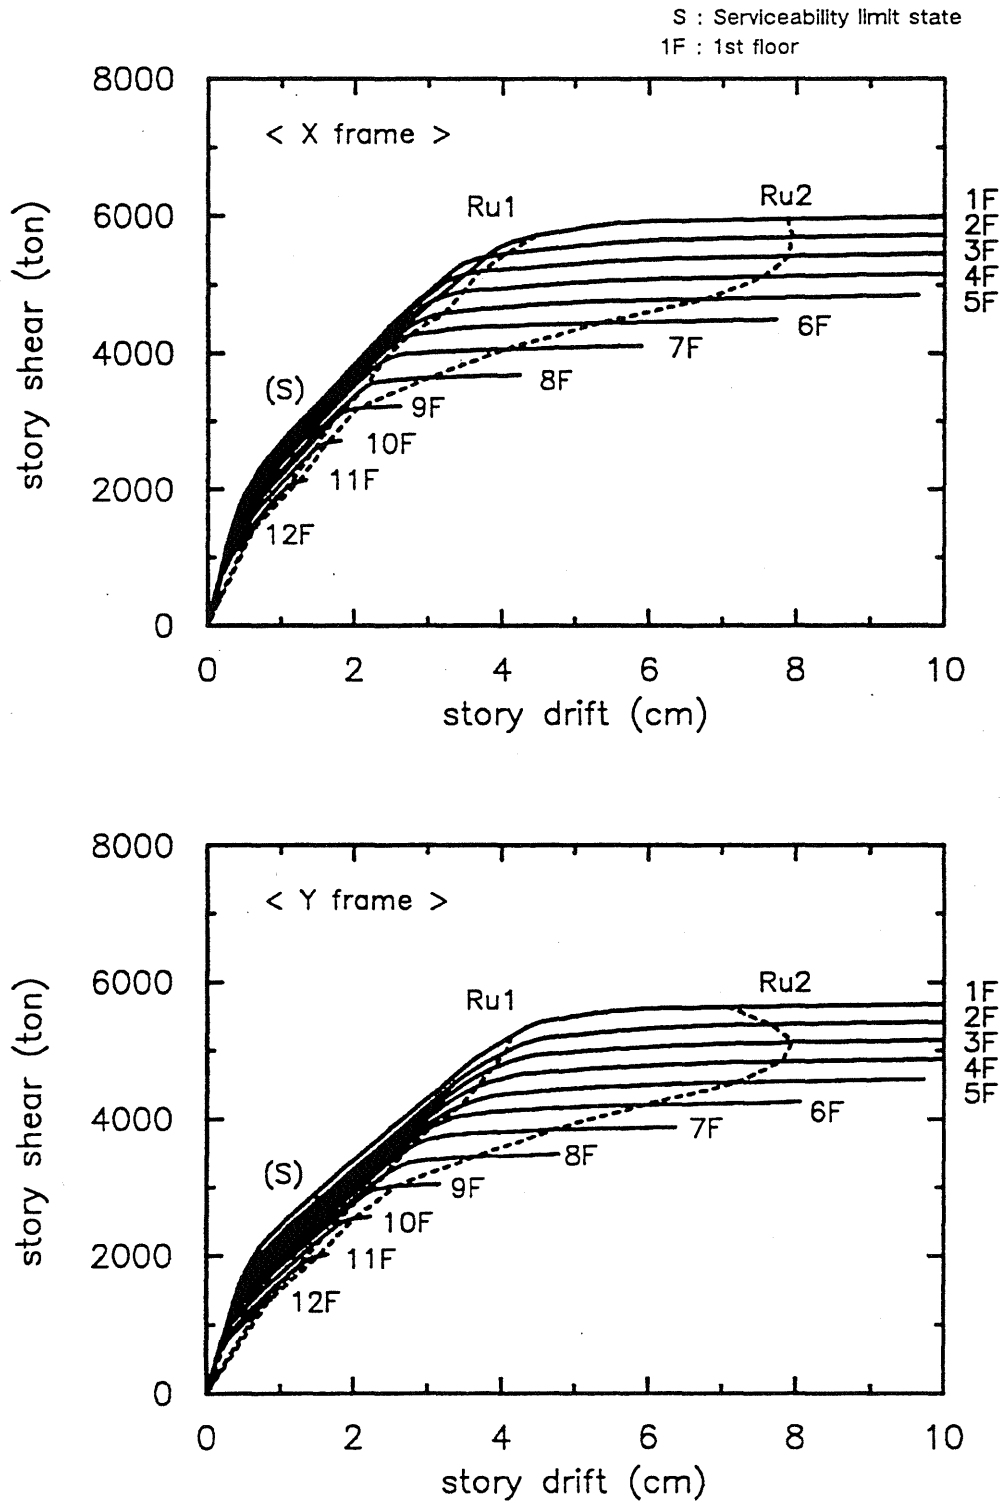 S : Serviceability limit state
1F : 1st floor
8000
< X frame >
Ru1
Ru2
1F
6000
2F
3F
4F
5F
6F
7F
4000
8F
(S)
9F
10F
11F
2000
12F
0
0 2 4 6 8 10
story shear (ton)
story drift (cm)
8000
< Y frame >
Ru1
Ru2
1F
6000
2F
3F
4F
5F
6F
4000
7F
8F
(S)
9F
10F
11F
2000
12F
0
0 2 4 6 8 10
story shear (ton)
story drift (cm)